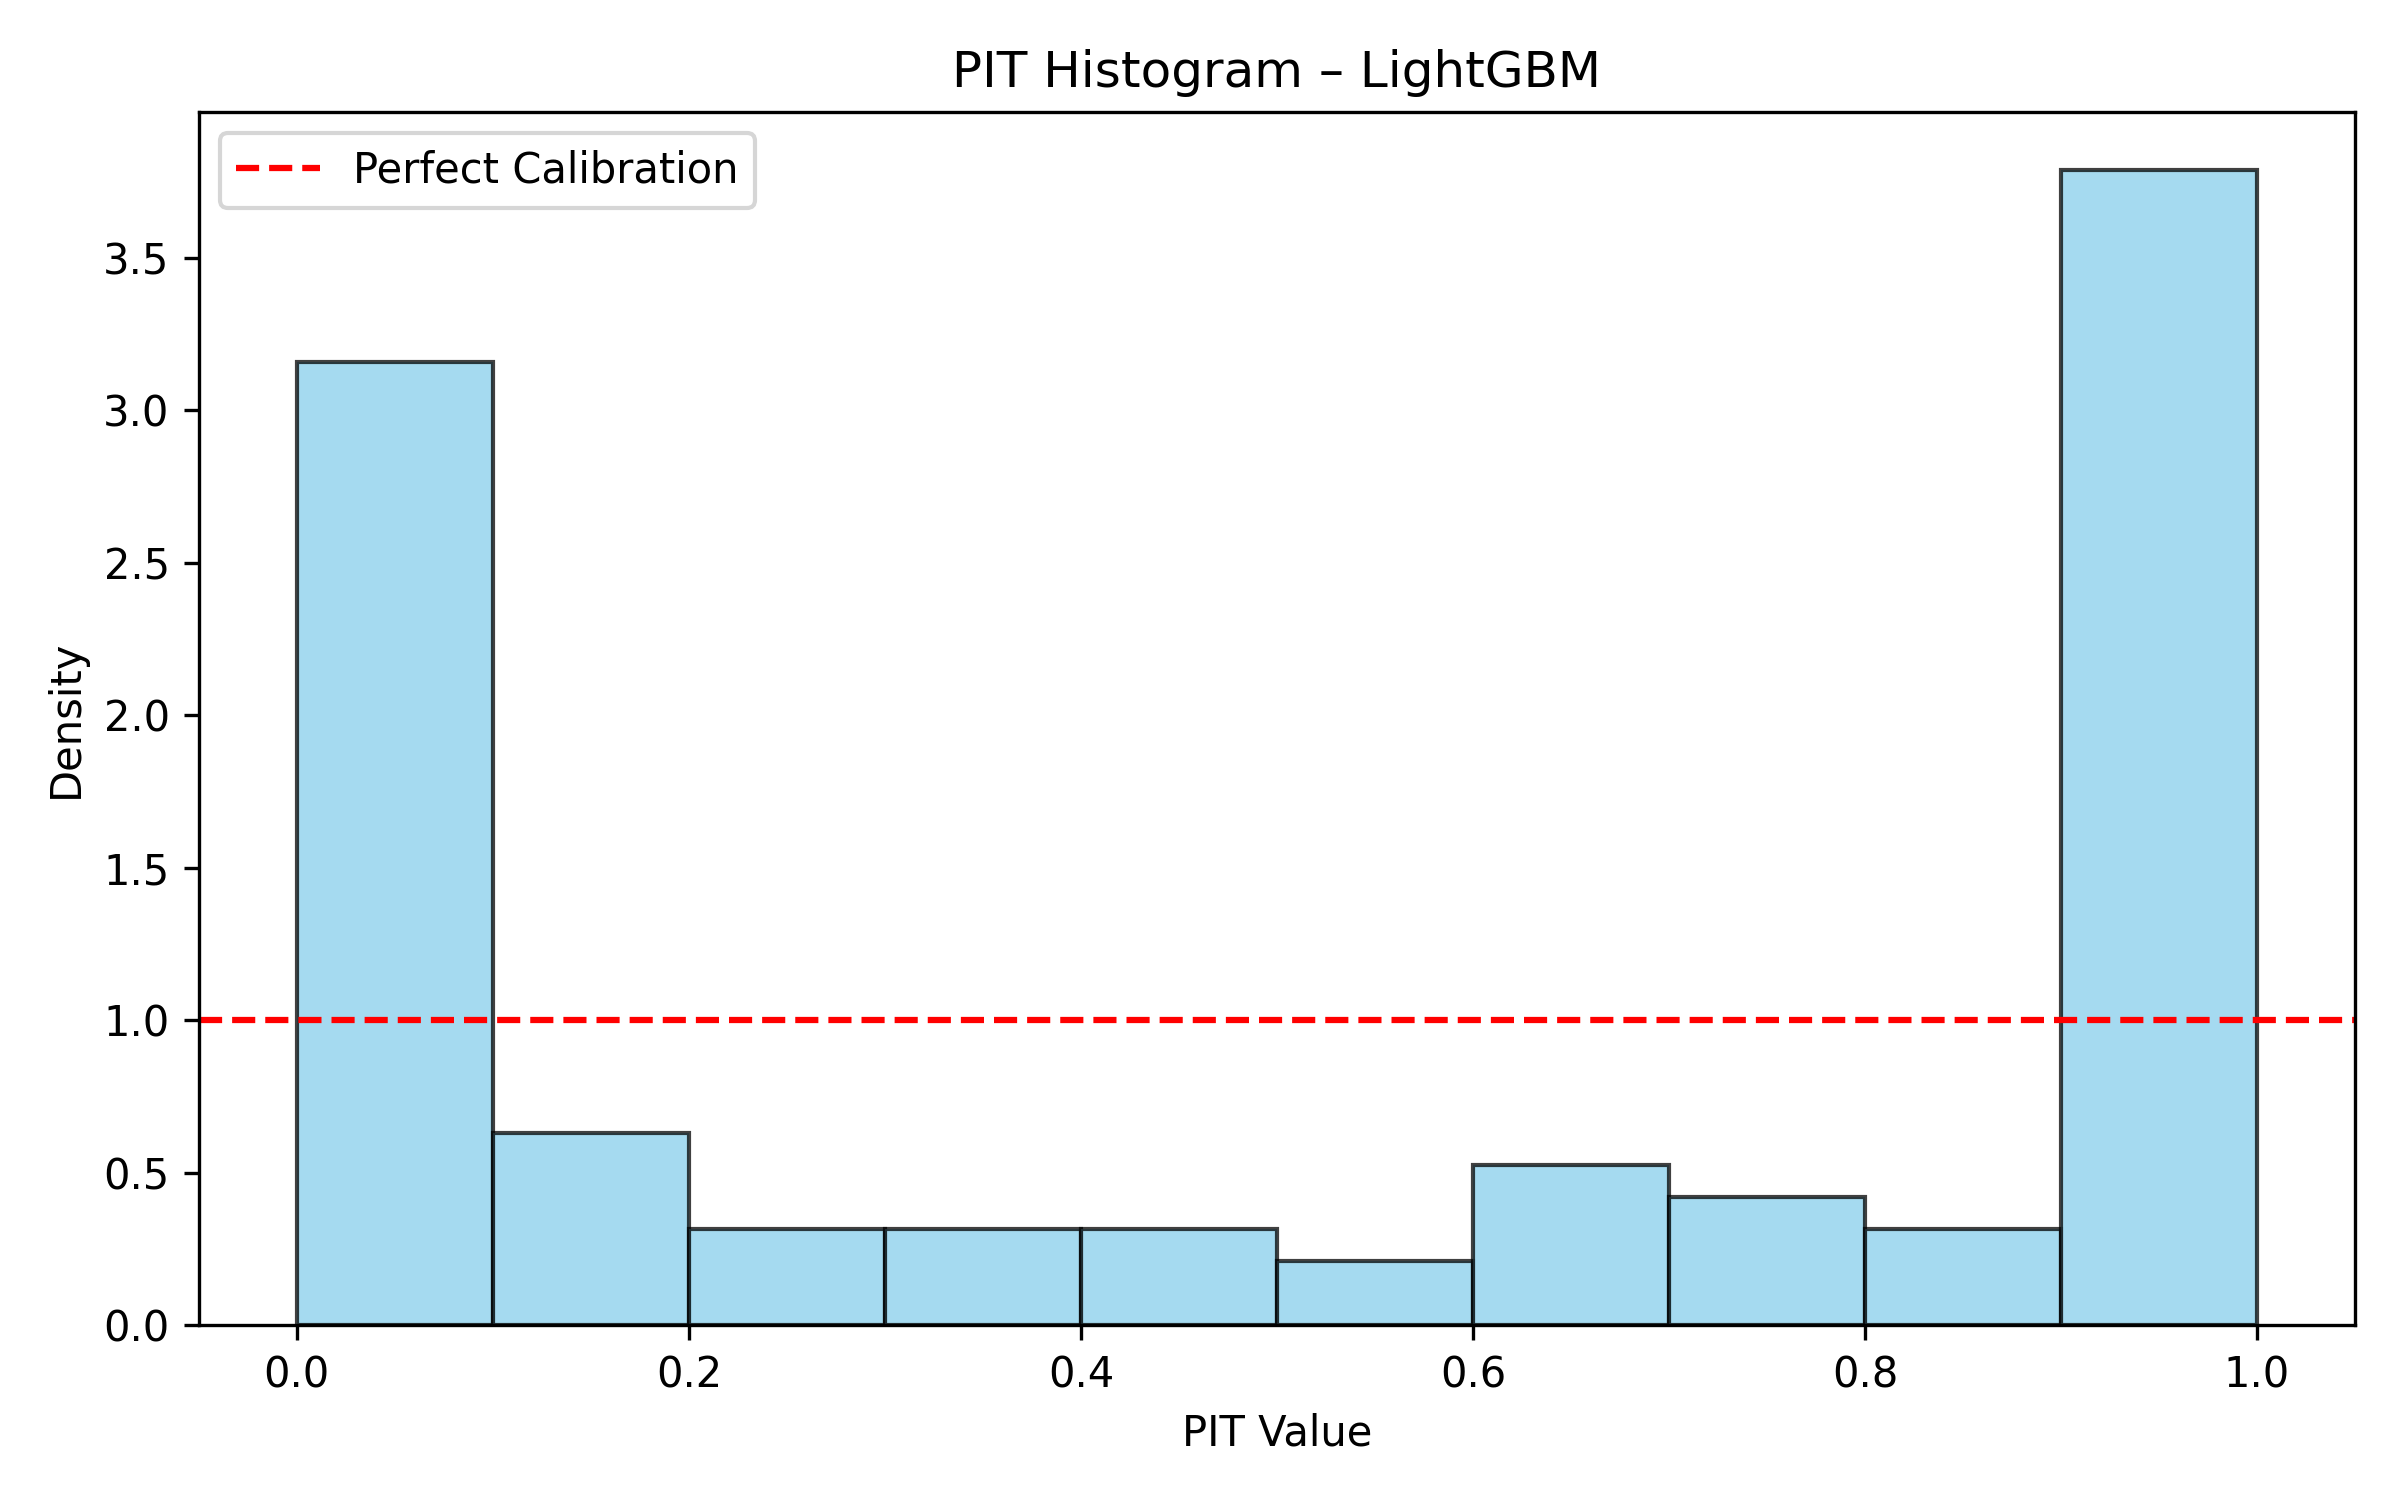 PIT Histogram – LightGBM
Perfect Calibration
3.5
3.0
2.5
2.0
1.5
1.0
0.5
0.0
Density
0.0 0.2 0.4 0.6 0.8 1.0
PIT Value